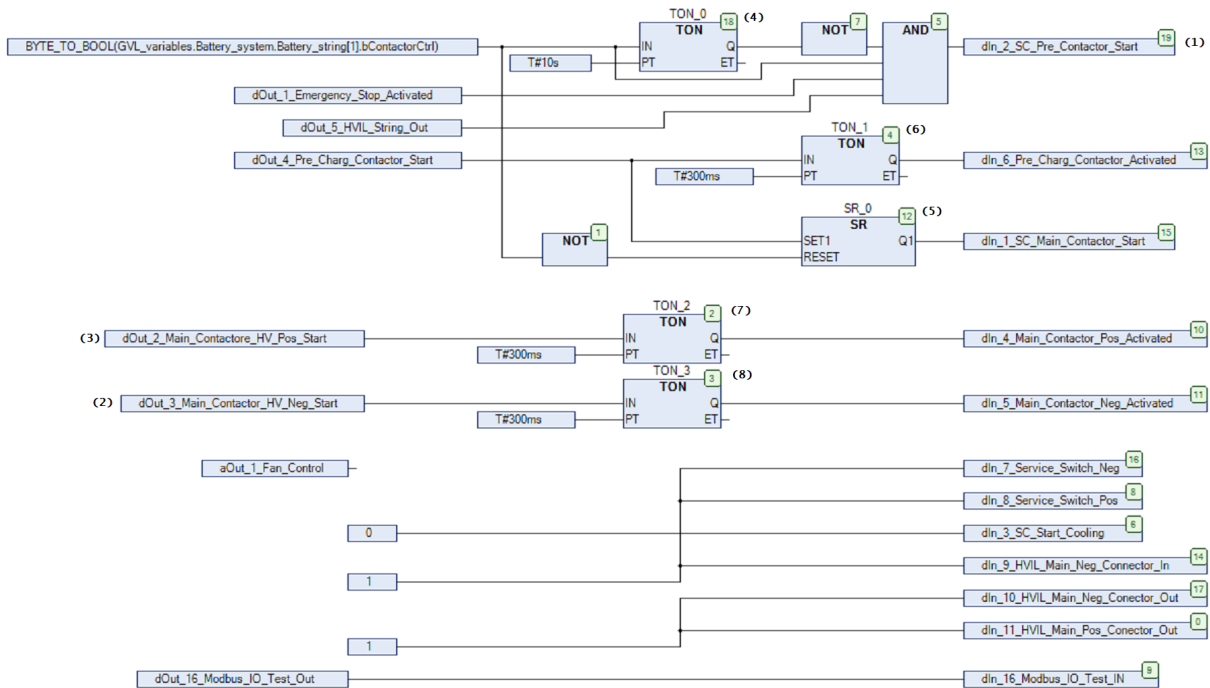 TON_0
18 (4)
TON
7
NOT
5
AND
BYTE_TO_BOOL(GVL_variables.Battery_system.Battery_string[1].bContactorCtrl)
IN Q
19
dIn_2_SC_Pre_Contactor_Start (1)
T#10s
PT ET
dOut_1_Emergency_Stop_Activated
dOut_5_HVIL_String_Out
TON_1
4 (6)
TON
dOut_4_Pre_Charg_Contactor_Start
IN Q
13
dIn_6_Pre_Charg_Contactor_Activated
T#300ms
PT ET
SR_0
12 (5)
SR
1
NOT
SET1 Q1
15
dIn_1_SC_Main_Contactor_Start
RESET
TON_2
2 (7)
TON
(3) dOut_2_Main_Contactore_HV_Pos_Start
IN Q
10
dIn_4_Main_Contactor_Pos_Activated
T#300ms
PT ET
TON_3
3 (8)
TON
(2) dOut_3_Main_Contactor_HV_Neg_Start
IN Q
11
dIn_5_Main_Contactor_Neg_Activated
T#300ms
PT ET
aOut_1_Fan_Control
16
dIn_7_Service_Switch_Neg
8
dIn_8_Service_Switch_Pos
0
6
dIn_3_SC_Start_Cooling
1
14
dIn_9_HVIL_Main_Neg_Connector_In
17
dIn_10_HVIL_Main_Neg_Conector_Out
0
dIn_11_HVIL_Main_Pos_Conector_Out
1
dOut_16_Modbus_IO_Test_Out
9
dIn_16_Modbus_IO_Test_IN